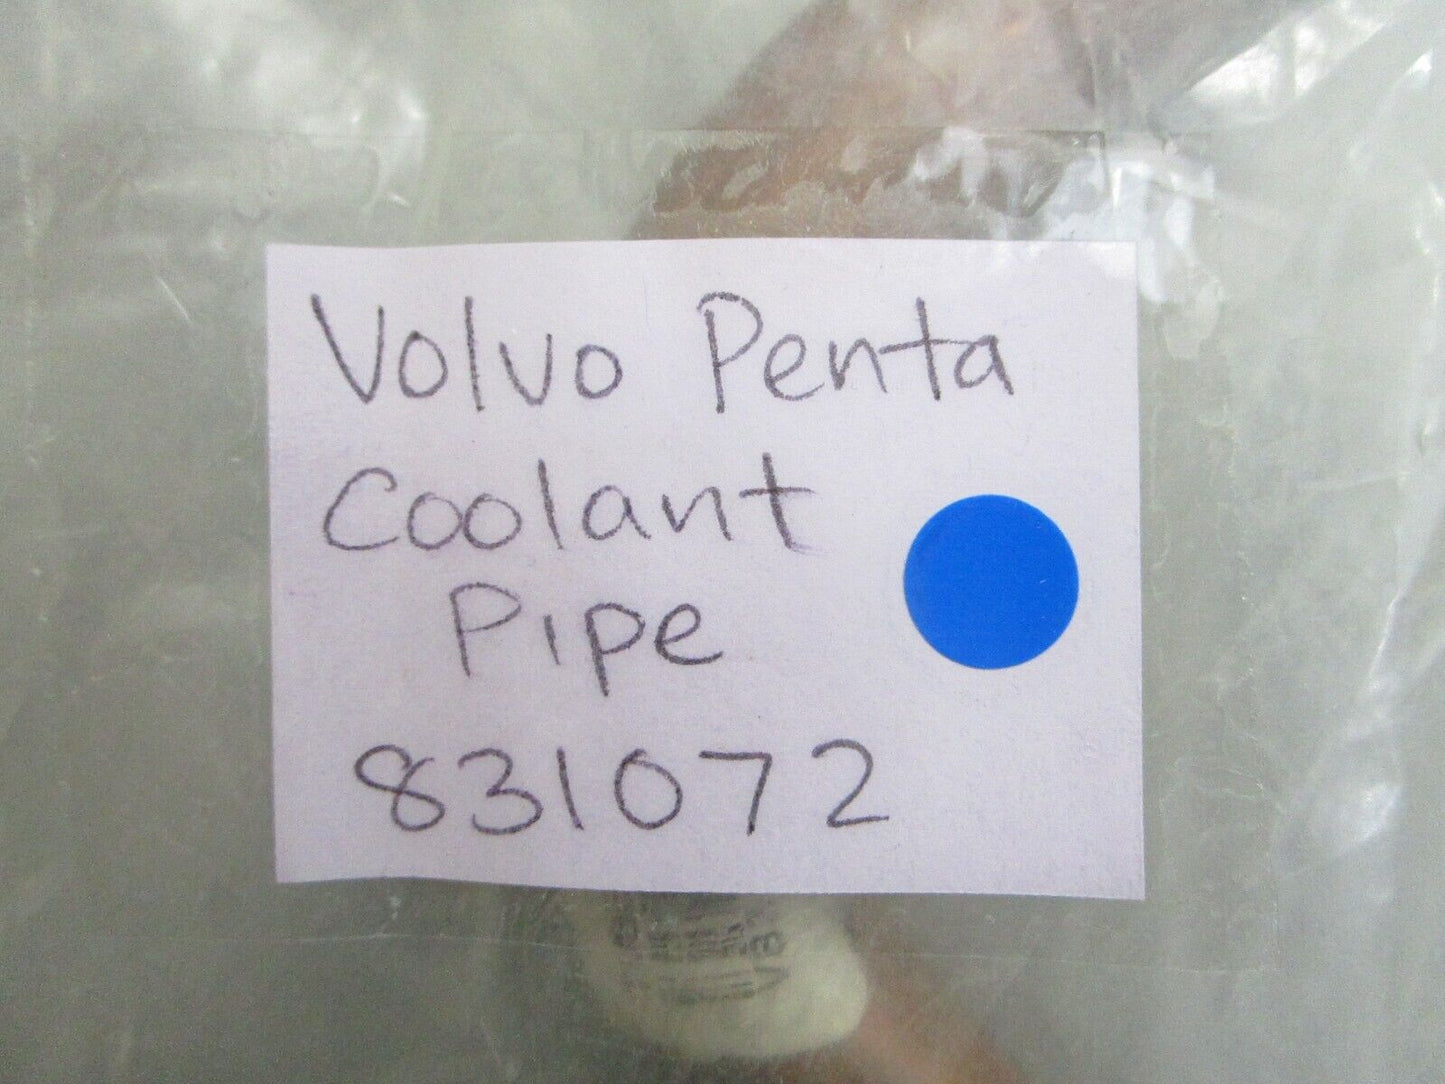 Volvo Penta
Coolant
Pipe
831072